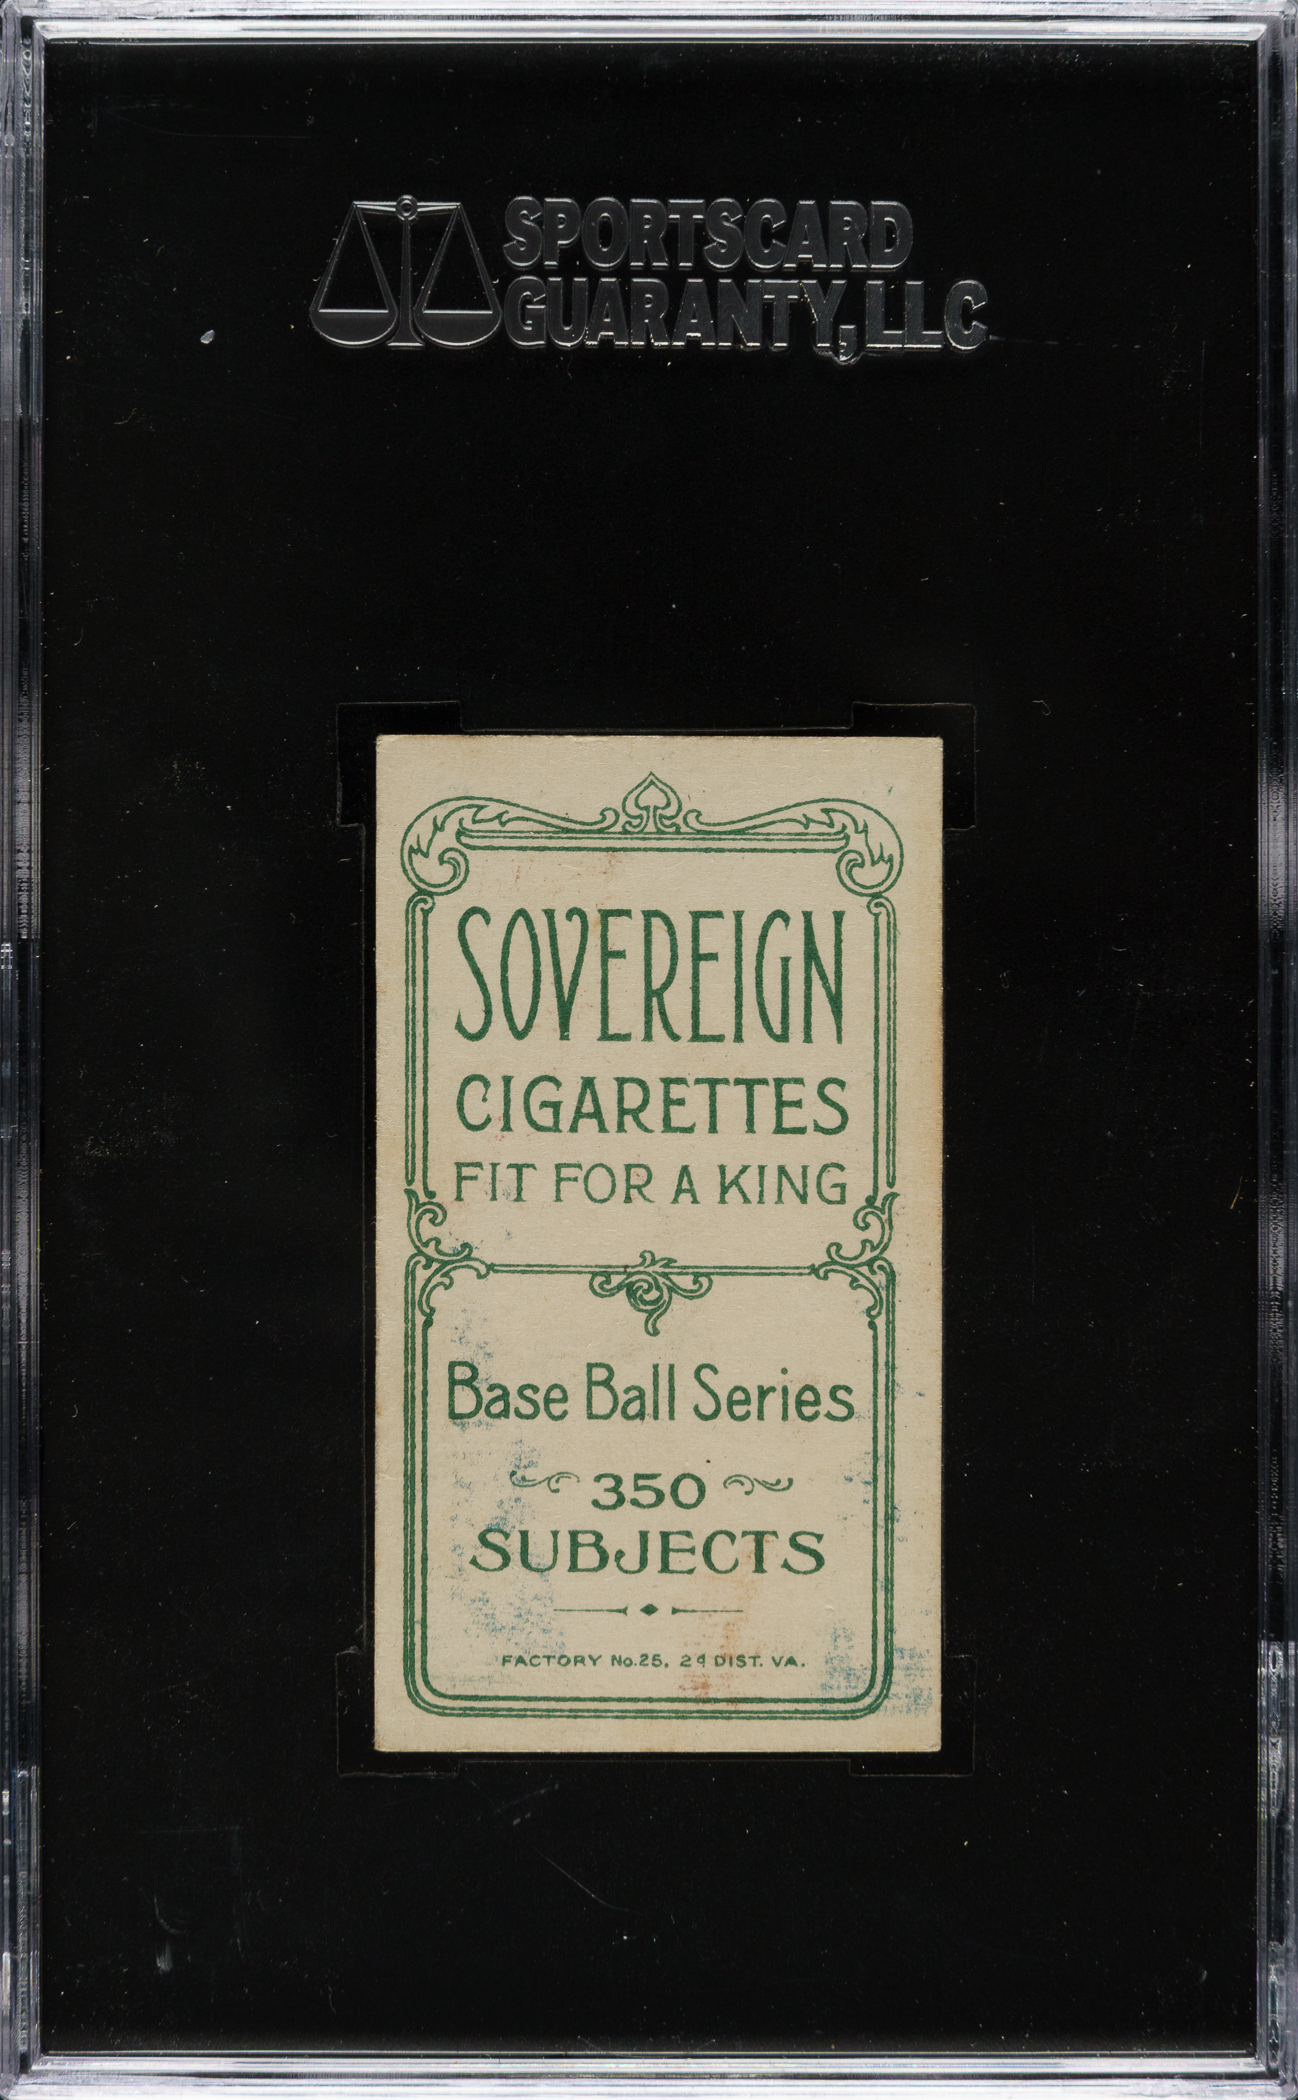 SPORTSCARD
GUARANTY, LLC
SOVEREIGN
CIGARETTES
FIT FOR A KING
Base Ball Series
350
SUBJECTS
FACTORY No. 25, 2d DIST. VA.